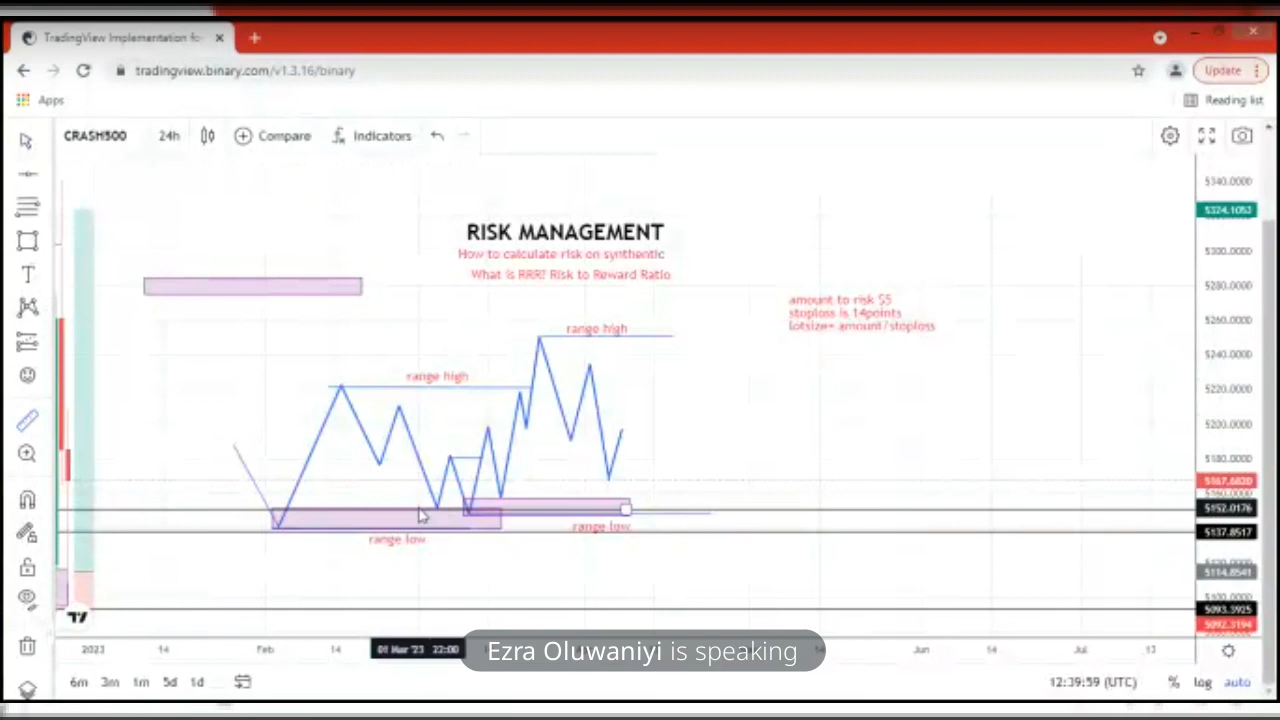 TradingView Implementation fo
tradingview.binary.com/v1.3.16/binary
Update
Apps
Reading list
CRASH500
24h
Compare
Indicators
RISK MANAGEMENT
How to calculate risk on synthentic
What is RRR? Risk to Reward Ratio
amount to risk $5
stoploss is 14points
Lotsize= amount/stoploss
range high
range high
range low
range low
5340.0000
5324.1053
5300.0000
5280.0000
5260.0000
5240.0000
5220.0000
5200.0000
5180.0000
5167.6820
5160.0000
5152.0176
5137.8517
5114.8541
5100.0000
5093.3925
5092.3194
2023
14
Feb
14
01 Mar '23 22:00
Jun
14
Jul
13
Ezra Oluwaniyi is speaking
6m
3m
1m
5d
1d
12:39:59 (UTC)
%
log
auto